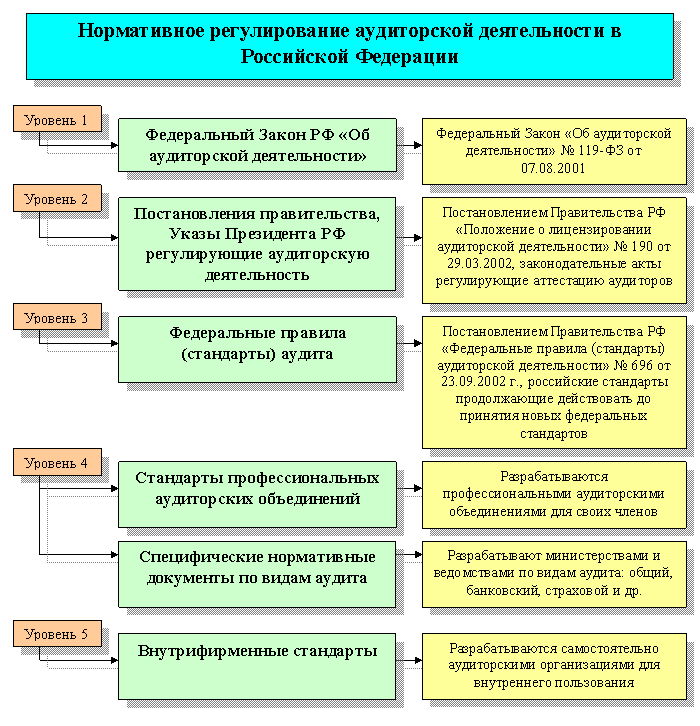 Нормативное регулирование аудиторской деятельности в
Российской Федерации
Уровень 1
Федеральный Закон РФ «Об
аудиторской деятельности»
Федеральный Закон «Об аудиторской
деятельности» № 119-ФЗ от
07.08.2001
Уровень 2
Постановления правительства,
Указы Президента РФ
регулирующие аудиторскую
деятельность
Постановлением Правительства РФ
«Положение о лицензировании
аудиторской деятельности» № 190 от
29.03.2002, законодательные акты
регулирующие аттестацию аудиторов
Уровень 3
Федеральные правила
(стандарты) аудита
Постановлением Правительства РФ
«Федеральные правила (стандарты)
аудиторской деятельности» № 696 от
23.09.2002 г., российские стандарты
продолжающие действовать до
принятия новых федеральных
стандартов
Уровень 4
Стандарты профессиональных
аудиторских объединений
Разрабатываются
профессиональными аудиторскими
объединениями для своих членов
Специфические нормативные
документы по видам аудита
Разрабатывают министерствами и
ведомствами по видам аудита: общий,
банковский, страховой и др.
Уровень 5
Внутрифирменные стандарты
Разрабатываются самостоятельно
аудиторскими организациями для
внутреннего пользования